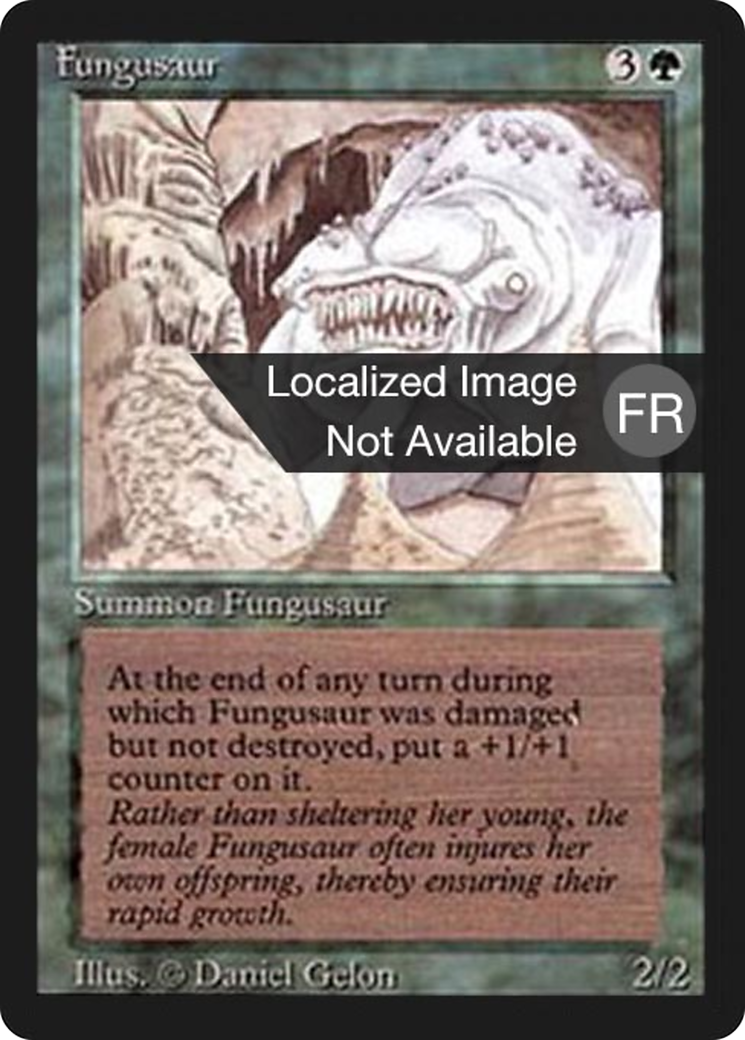 Fungusaur 3
Localized Image
Not Available
FR
Summon Fungusaur
At the end of any turn during
which Fungusaur was damaged
but not destroyed, put a +1/+1
counter on it.
Rather than sheltering her young, the
female Fungusaur often injures her
own offspring, thereby ensuring their
rapid growth.
Illus. © Daniel Gelon 2/2